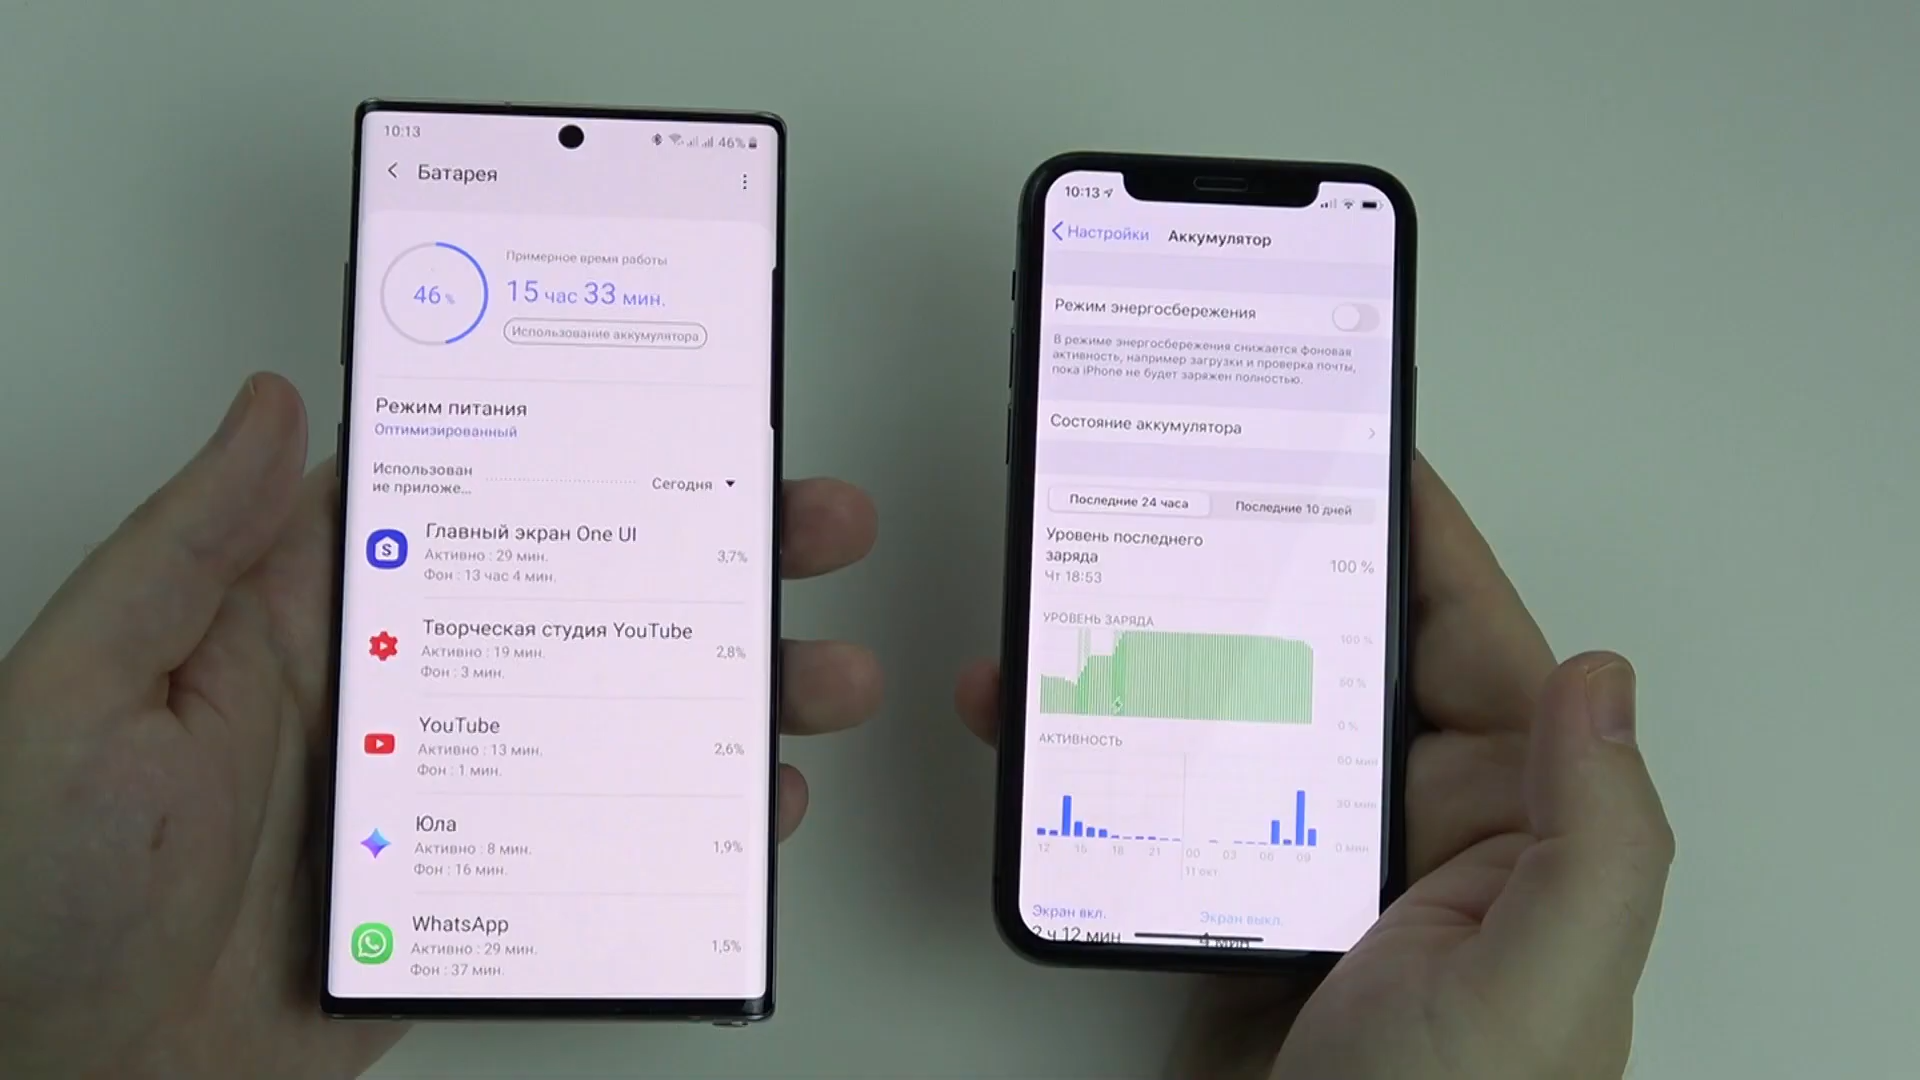 10:13
46%
Батарея
46 %
Примерное время работы
15 час 33 мин.
Использование аккумулятора
Режим питания
Оптимизированный
Использован
ие приложе...
Сегодня
Главный экран One UI
Активно : 29 мин.
Фон : 13 час 4 мин.
3,7%
S
Творческая студия YouTube
Активно : 19 мин.
Фон : 3 мин.
2,8%
YouTube
Активно : 13 мин.
Фон : 1 мин.
2,6%
Юла
Активно : 8 мин.
Фон : 16 мин.
1,9%
WhatsApp
Активно : 29 мин.
Фон : 37 мин.
1,5%
10:13
Настройки
Аккумулятор
Режим энергосбережения
В режиме энергосбережения снижается фоновая
активность, например загрузки и проверка почты,
пока iPhone не будет заряжен полностью.
Состояние аккумулятора
Последние 24 часа
Последние 10 дней
Уровень последнего
заряда
Чт 18:53
100 %
УРОВЕНЬ ЗАРЯДА
100 %
50 %
0 %
АКТИВНОСТЬ
60 мин
30 мин
0 мин
12 15 18 21 00 03 06 09
11 окт.
Экран вкл.
2 ч 12 мин
Экран выкл.
4 мин